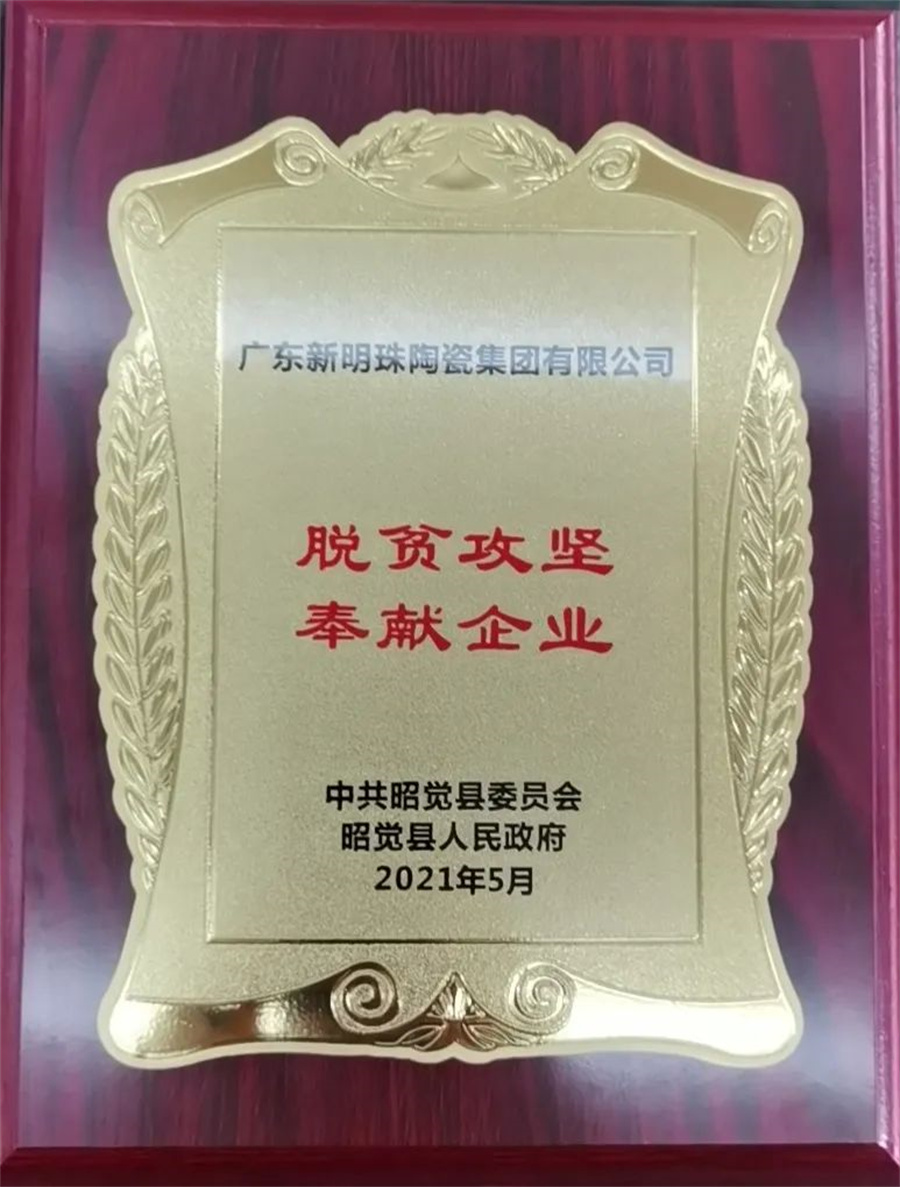 广东新明珠陶瓷集团有限公司
脱贫攻坚
奉献企业
中共昭觉县委员会
昭觉县人民政府
2021年5月